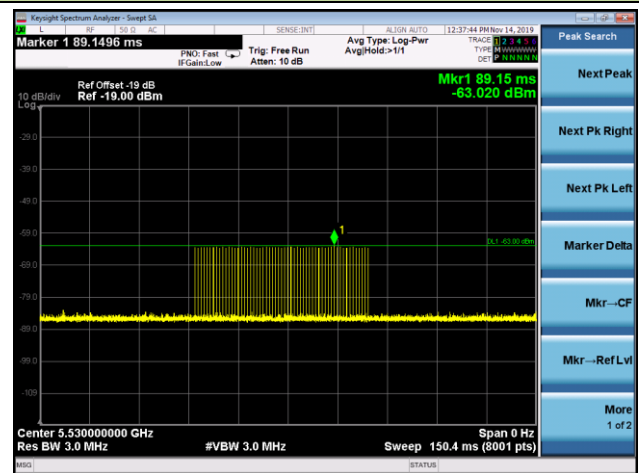 Keysight Spectrum Analyzer - Swept SA
L RF 50 Ω AC SENSE:INT ALIGN AUTO 12:37:44 PM Nov 14, 2019
Marker 1 89.1496 ms
PNO: Fast
IFGain:Low
Trig: Free Run
Atten: 10 dB
Avg Type: Log-Pwr
Avg|Hold:>1/1
TRACE 1 2 3 4 5 6
TYPE M WWWWW
DET P N N N N N
Ref Offset -19 dB
10 dB/div Ref -19.00 dBm
Log
Mkr1 89.15 ms
-63.020 dBm
-29.0
-39.0
-49.0
-59.0
1
DL1 -63.00 dBm
-69.0
-79.0
-89.0
-99.0
-109
Center 5.530000000 GHz Span 0 Hz
Res BW 3.0 MHz #VBW 3.0 MHz Sweep 150.4 ms (8001 pts)
MSG STATUS
Peak Search
Next Peak
Next Pk Right
Next Pk Left
Marker Delta
Mkr→CF
Mkr→Ref Lvl
More
1 of 2